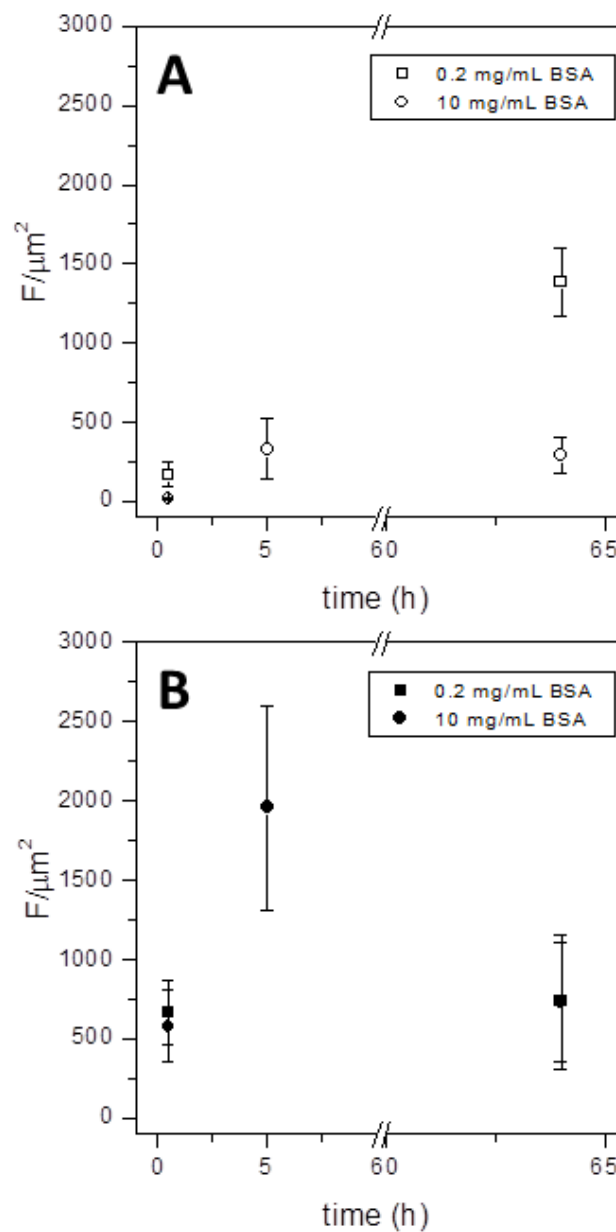 A
□ 0.2 mg/mL BSA
○ 10 mg/mL BSA
3000
2500
2000
1500
1000
500
0
F/μm²
0 5 60 65
time (h)
B
■ 0.2 mg/mL BSA
● 10 mg/mL BSA
3000
2500
2000
1500
1000
500
0
F/μm²
0 5 60 65
time (h)